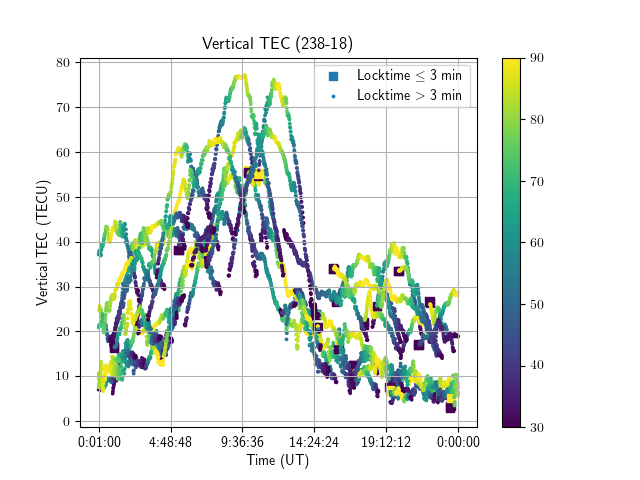 Vertical TEC (238-18)
80
70
60
50
40
30
20
10
0
Vertical TEC (TECU)
Locktime ≤ 3 min
Locktime > 3 min
0:01:00 4:48:48 9:36:36 14:24:24 19:12:12 0:00:00
Time (UT)
90
80
70
60
50
40
30